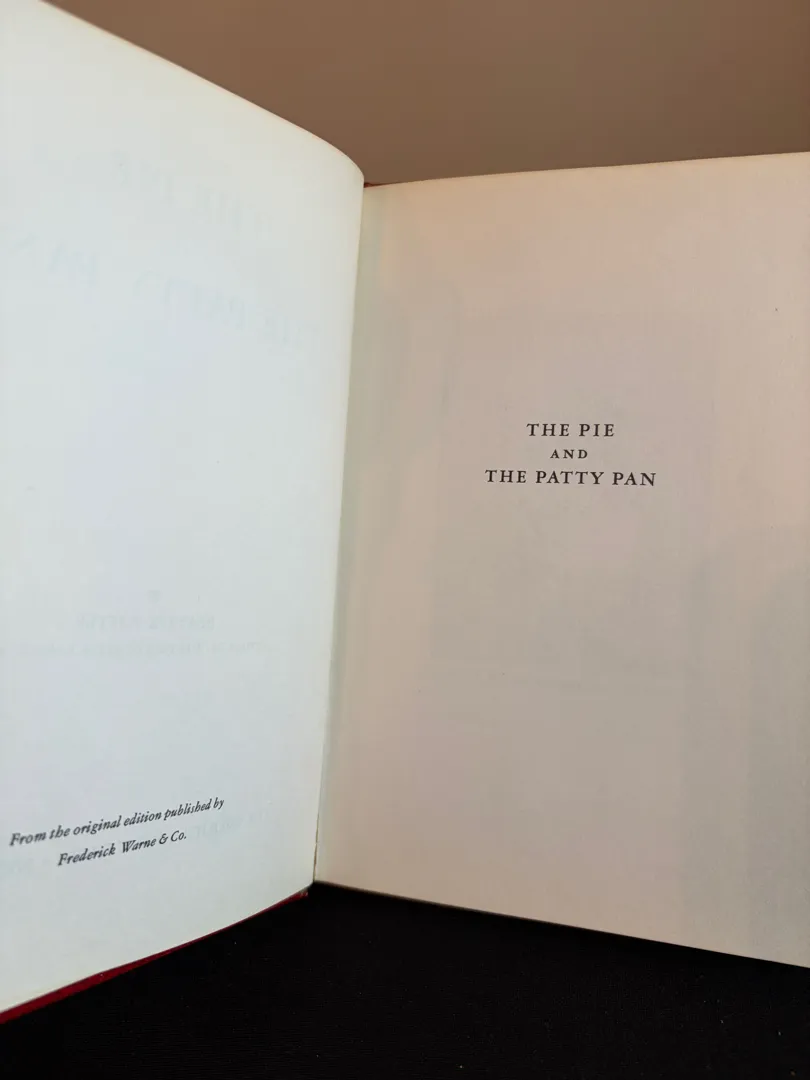 From the original edition published by
Frederick Warne & Co.
THE PIE
AND
THE PATTY PAN